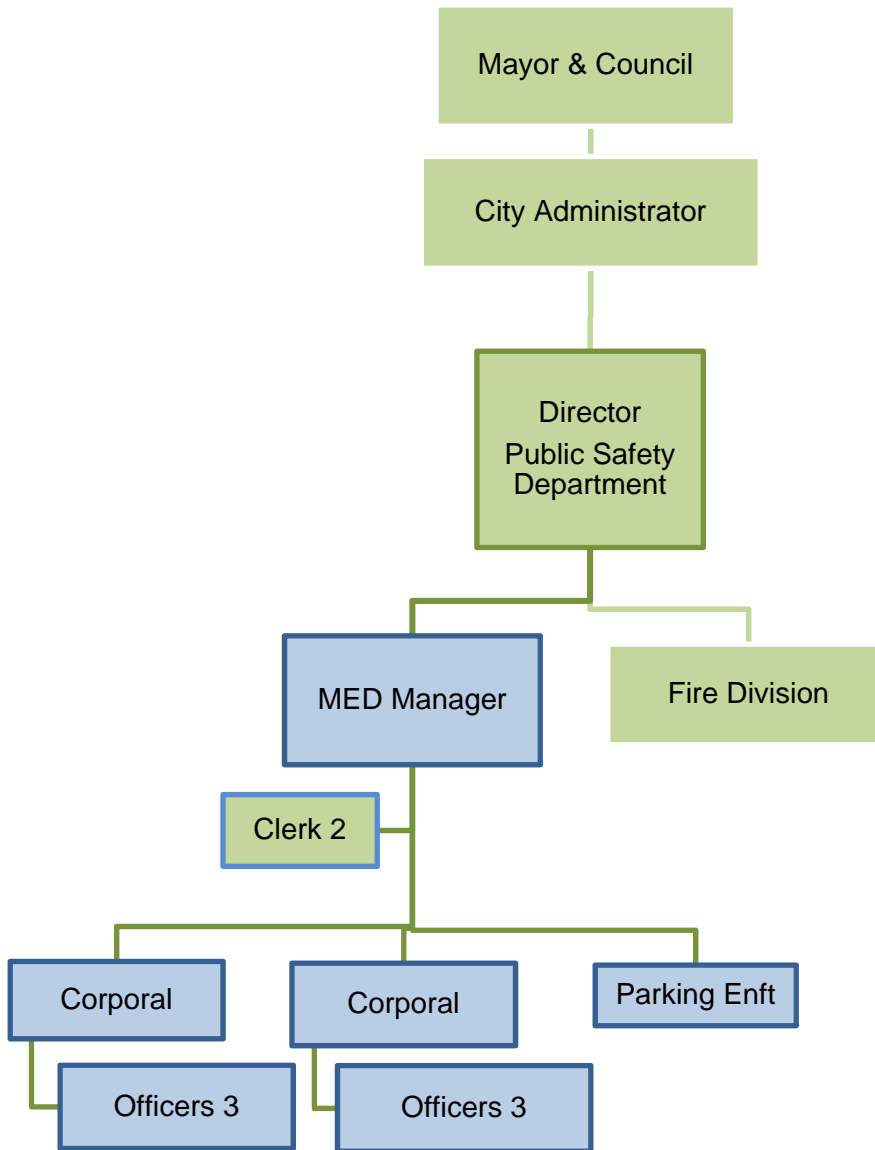 Mayor & Council
City Administrator
Director
Public Safety
Department
MED Manager
Fire Division
Clerk 2
Corporal
Corporal
Parking Enft
Officers 3
Officers 3